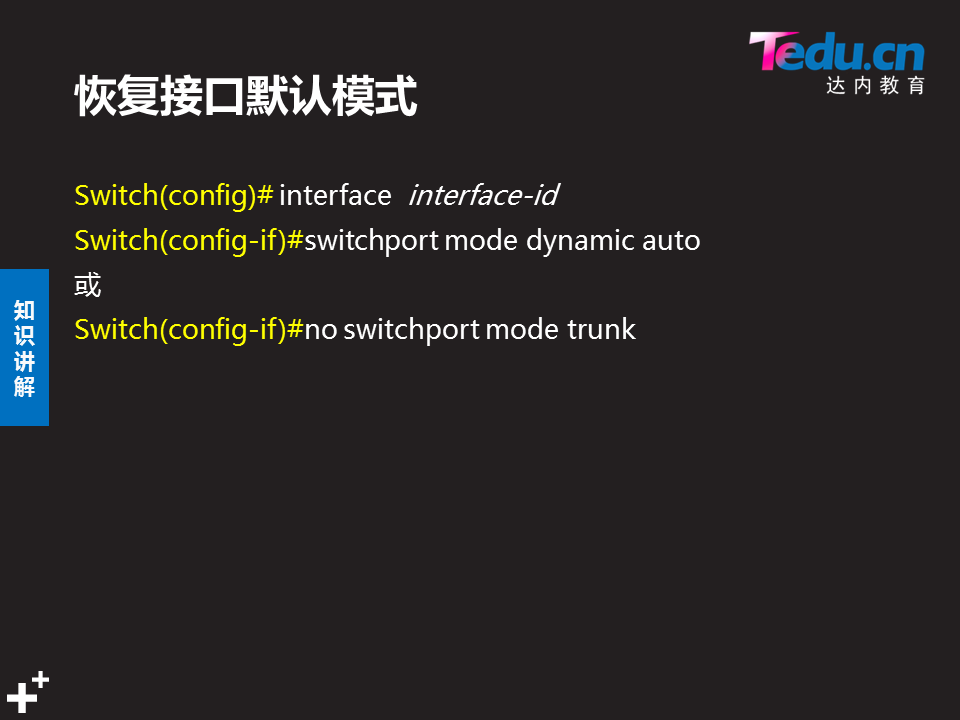 Tedu.cn
达内教育
恢复接口默认模式
Switch(config)# interface interface-id
Switch(config-if)#switchport mode dynamic auto
或
Switch(config-if)#no switchport mode trunk
知识讲解